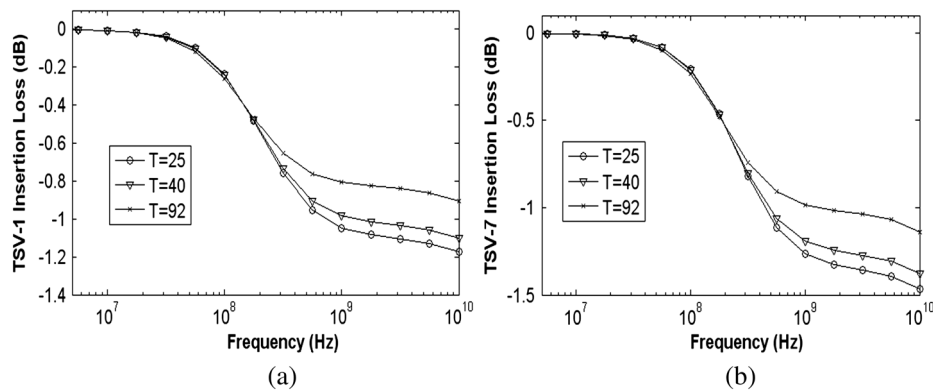 TSV-1 Insertion Loss (dB)
0
-0.2
-0.4
-0.6
-0.8
-1
-1.2
-1.4
T=25
T=40
T=92
10^7
10^8
10^9
10^10
Frequency (Hz)
(a)
TSV-7 Insertion Loss (dB)
0
-0.5
-1
-1.5
T=25
T=40
T=92
10^7
10^8
10^9
10^10
Frequency (Hz)
(b)